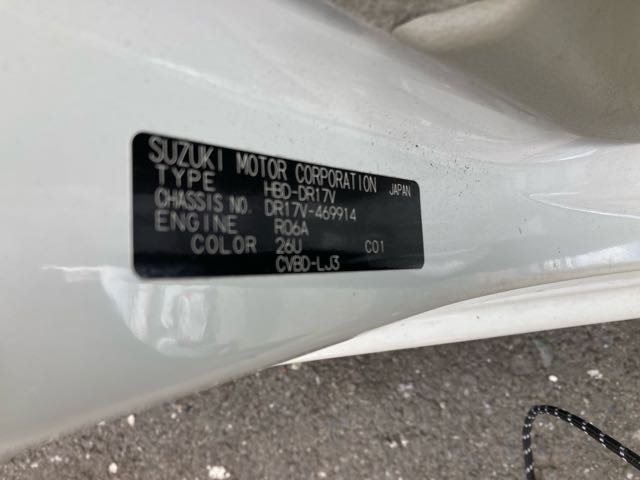 SUZUKI MOTOR CORPORATION JAPAN
TYPE HBD-DR17V
CHASSIS NO. DR17V-469914
ENGINE R06A
COLOR 26U C01
CVBD-LJ3